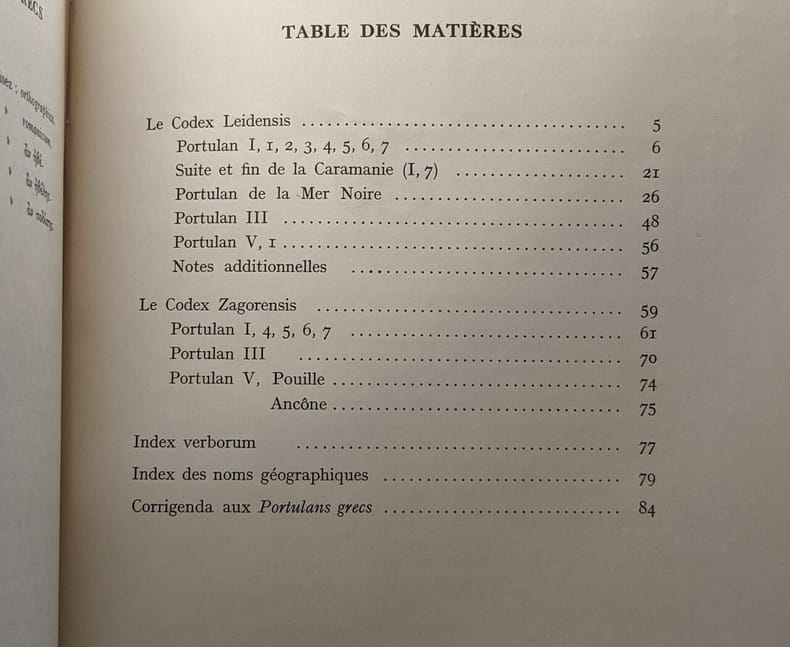 TABLE DES MATIÈRES
Le Codex Leidensis 5
Portulan I, 1, 2, 3, 4, 5, 6, 7 6
Suite et fin de la Caramanie (I, 7) 21
Portulan de la Mer Noire 26
Portulan III 48
Portulan V, 1 56
Notes additionnelles 57
Le Codex Zagorensis 59
Portulan I, 4, 5, 6, 7 61
Portulan III 70
Portulan V, Pouille 74
Ancône 75
Index verborum 77
Index des noms géographiques 79
Corrigenda aux Portulans grecs 84